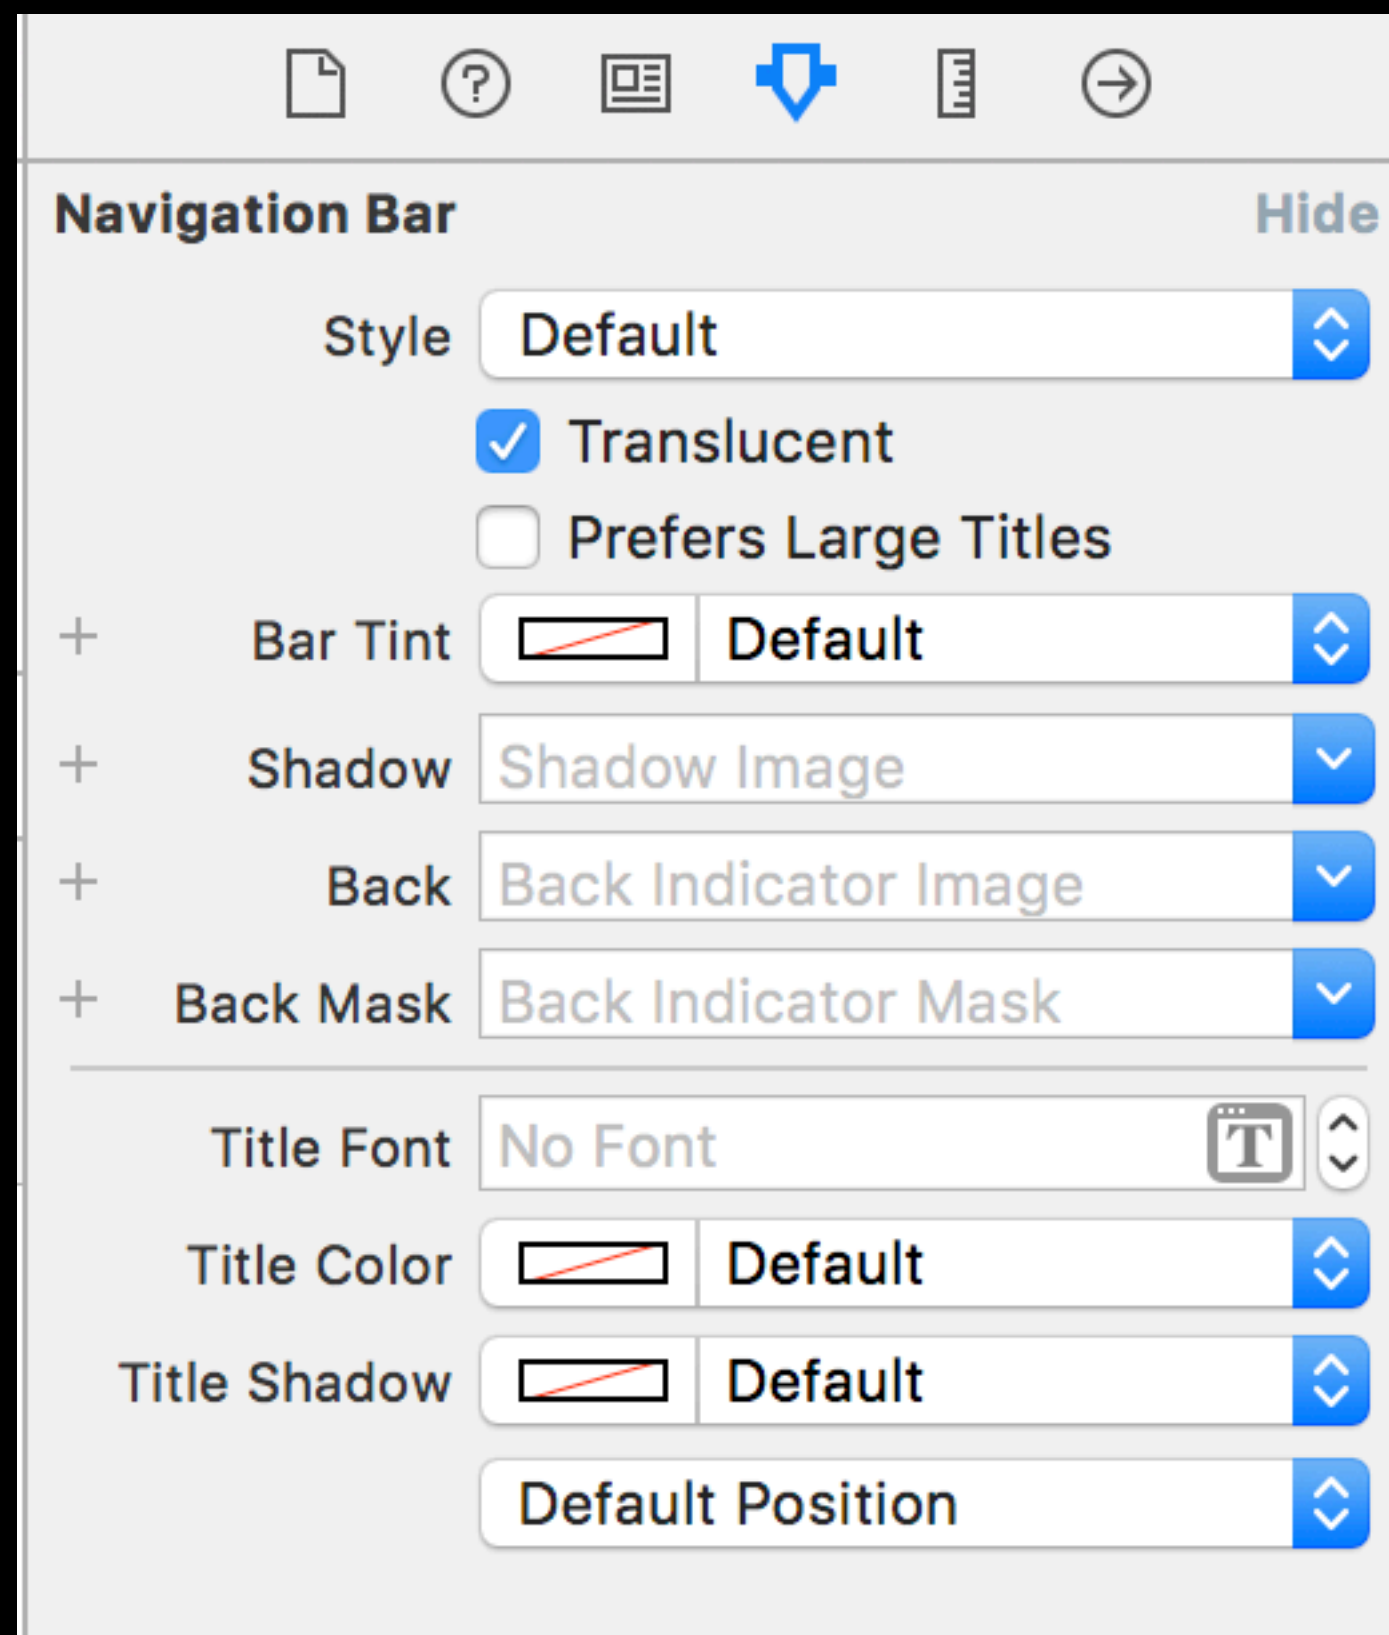 Navigation Bar Hide
Style Default
Translucent
Prefers Large Titles
+ Bar Tint Default
+ Shadow Shadow Image
+ Back Back Indicator Image
+ Back Mask Back Indicator Mask
Title Font No Font T
Title Color Default
Title Shadow Default
Default Position